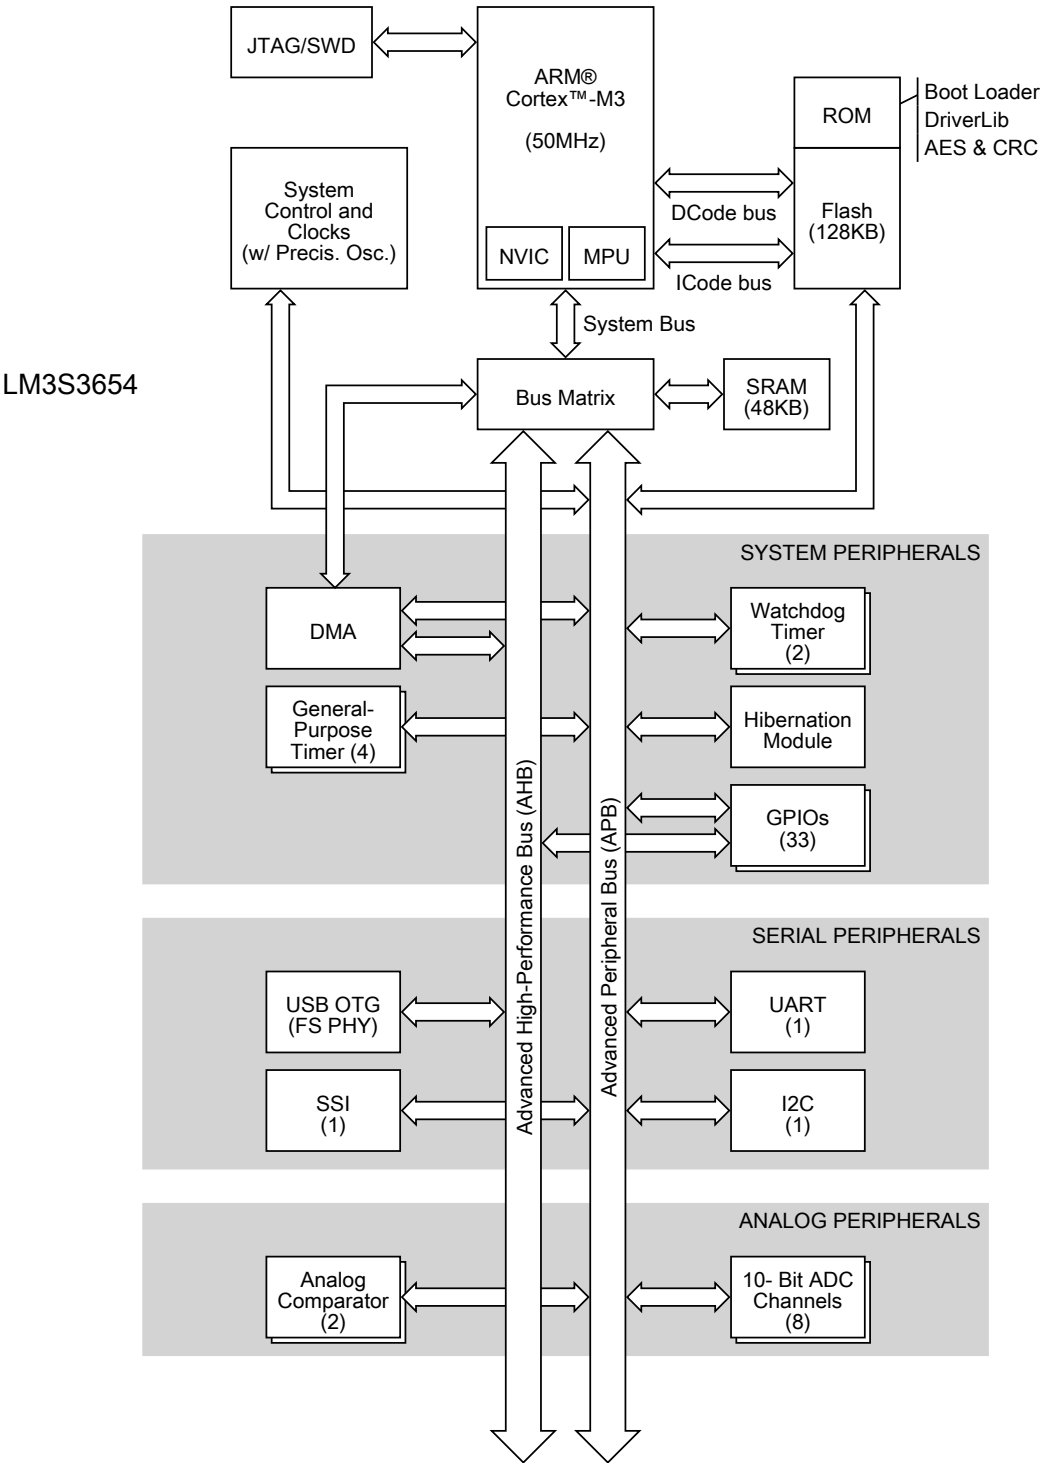 JTAG/SWD
ARM®
Cortex™-M3
(50MHz)
NVIC
MPU
ROM
Boot Loader
DriverLib
AES & CRC
System
Control and
Clocks
(w/ Precis. Osc.)
DCode bus
ICode bus
Flash
(128KB)
System Bus
LM3S3654
Bus Matrix
SRAM
(48KB)
SYSTEM PERIPHERALS
DMA
Watchdog
Timer
(2)
General-
Purpose
Timer (4)
Hibernation
Module
GPIOs
(33)
Advanced High-Performance Bus (AHB)
Advanced Peripheral Bus (APB)
SERIAL PERIPHERALS
USB OTG
(FS PHY)
UART
(1)
SSI
(1)
I2C
(1)
ANALOG PERIPHERALS
Analog
Comparator
(2)
10- Bit ADC
Channels
(8)